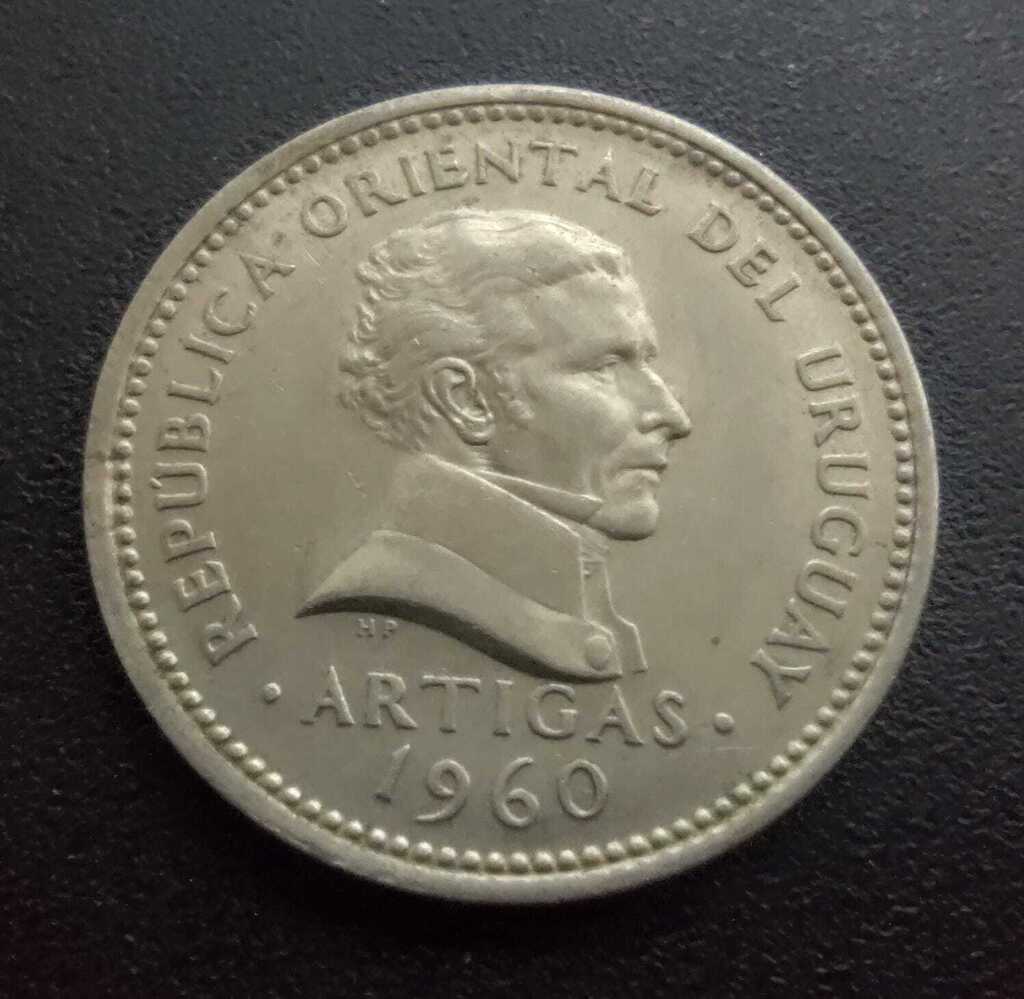 REPÚBLICA ORIENTAL DEL URUGUAY
HP
· ARTIGAS ·
1960